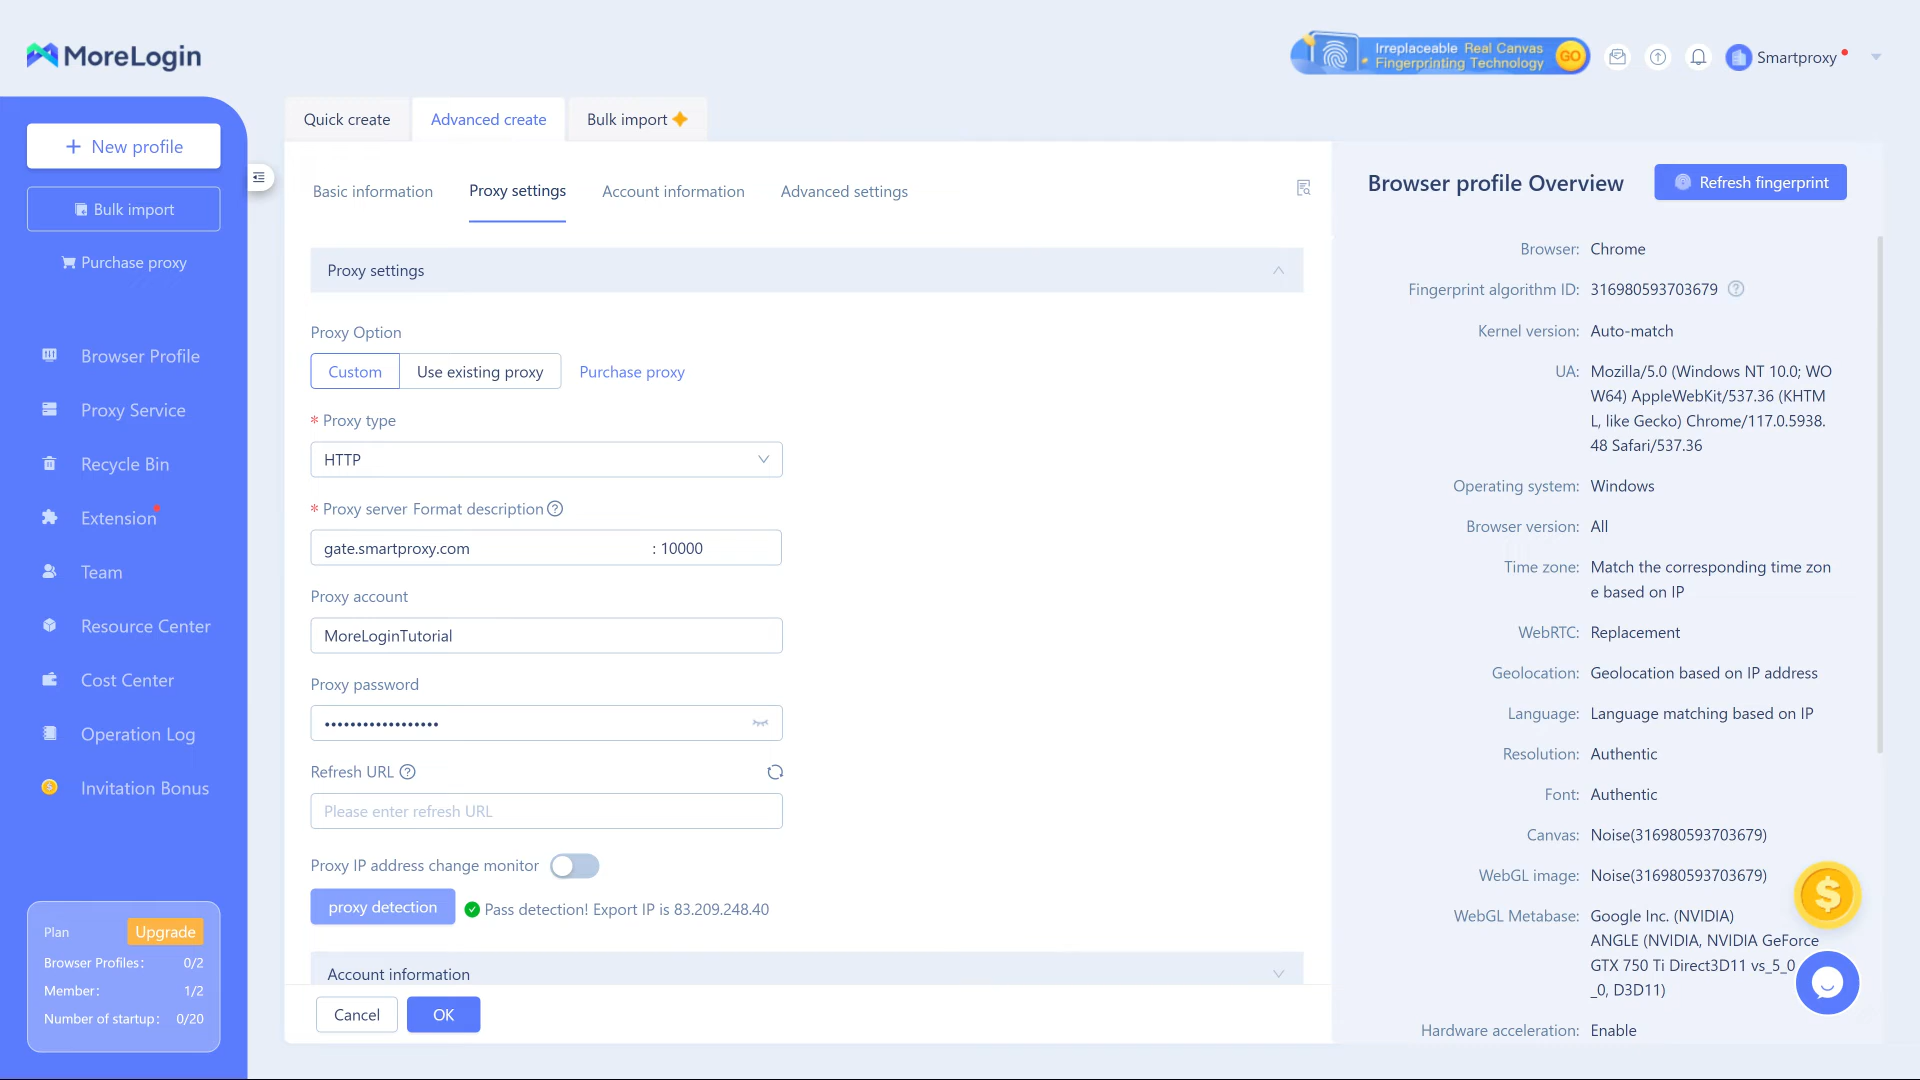 MoreLogin
Irreplaceable Real Canvas
Fingerprinting Technology
GO
Smartproxy
New profile
Bulk import
Purchase proxy
Browser Profile
Proxy Service
Recycle Bin
Extension
Team
Resource Center
Cost Center
Operation Log
Invitation Bonus
Plan
Upgrade
Browser Profiles: 0/2
Member: 1/2
Number of startup: 0/20
Quick create
Advanced create
Bulk import
Basic information
Proxy settings
Account information
Advanced settings
Proxy settings
Proxy Option
Custom
Use existing proxy
Purchase proxy
* Proxy type
HTTP
* Proxy server Format description
gate.smartproxy.com : 10000
Proxy account
MoreLoginTutorial
Proxy password
••••••••••••••••••
Refresh URL
Please enter refresh URL
Proxy IP address change monitor
proxy detection
Pass detection! Export IP is 83.209.248.40
Account information
Cancel
OK
Browser profile Overview
Refresh fingerprint
Browser: Chrome
Fingerprint algorithm ID: 316980593703679
Kernel version: Auto-match
UA: Mozilla/5.0 (Windows NT 10.0; WO
W64) AppleWebKit/537.36 (KHTM
L, like Gecko) Chrome/117.0.5938.
48 Safari/537.36
Operating system: Windows
Browser version: All
Time zone: Match the corresponding time zon
e based on IP
WebRTC: Replacement
Geolocation: Geolocation based on IP address
Language: Language matching based on IP
Resolution: Authentic
Font: Authentic
Canvas: Noise(316980593703679)
WebGL image: Noise(316980593703679)
WebGL Metabase: Google Inc. (NVIDIA)
ANGLE (NVIDIA, NVIDIA GeForce
GTX 750 Ti Direct3D11 vs_5_0
_0, D3D11)
Hardware acceleration: Enable